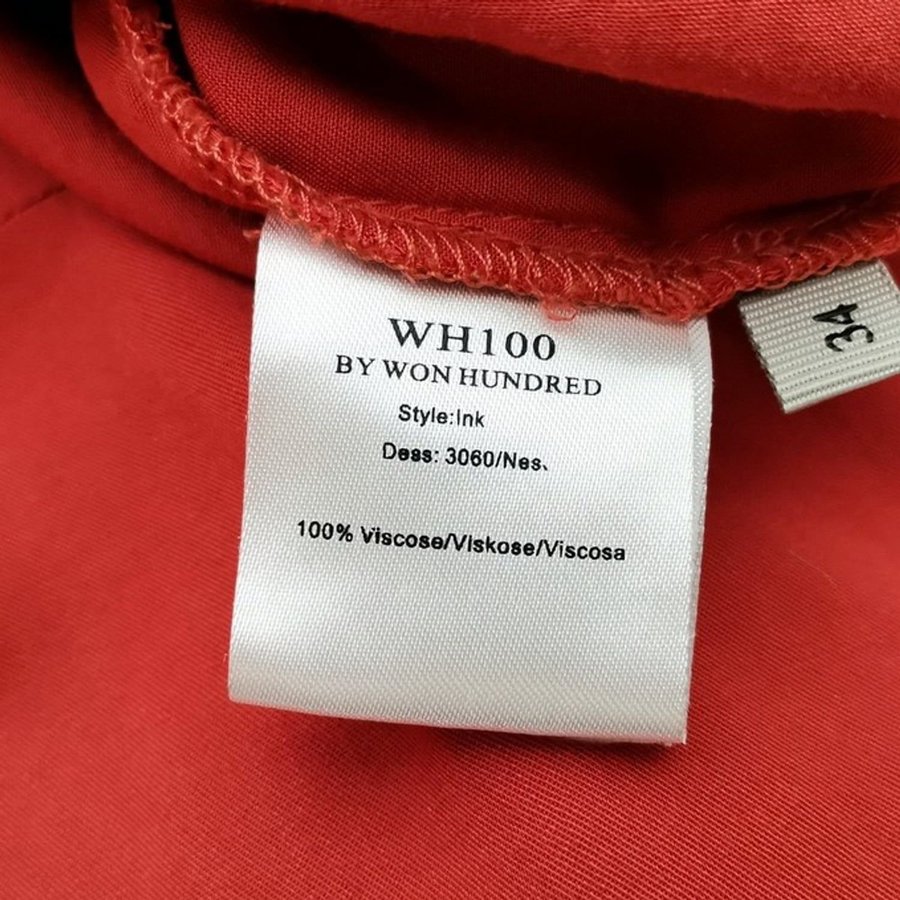 WH100
BY WON HUNDRED
Style:Ink
Dess: 3060/Nes.
100% Viscose/Viskose/Viscosa
34